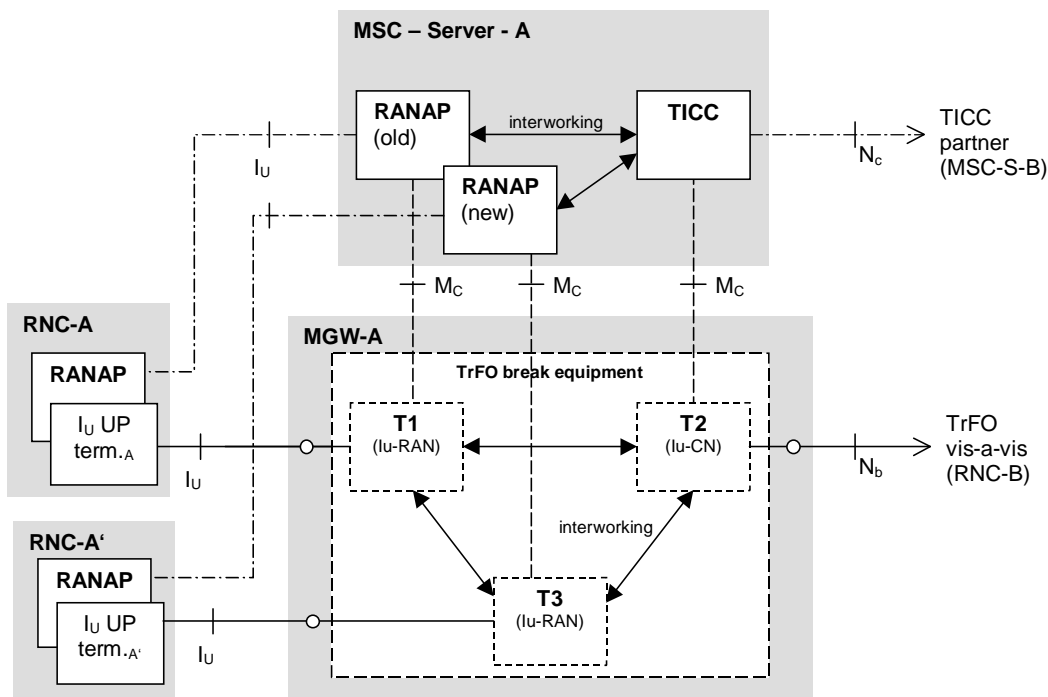 MSC – Server - A
RANAP
(old)
interworking
TICC
TICC
partner
(MSC-S-B)
IU
Nc
RANAP
(new)
MC
MC
MC
RNC-A
MGW-A
RANAP
TrFO break equipment
IU UP
term.A
T1
(Iu-RAN)
T2
(Iu-CN)
TrFO
vis-a-vis
(RNC-B)
IU
Nb
interworking
RNC-A‘
RANAP
IU UP
term.A‘
T3
(Iu-RAN)
IU